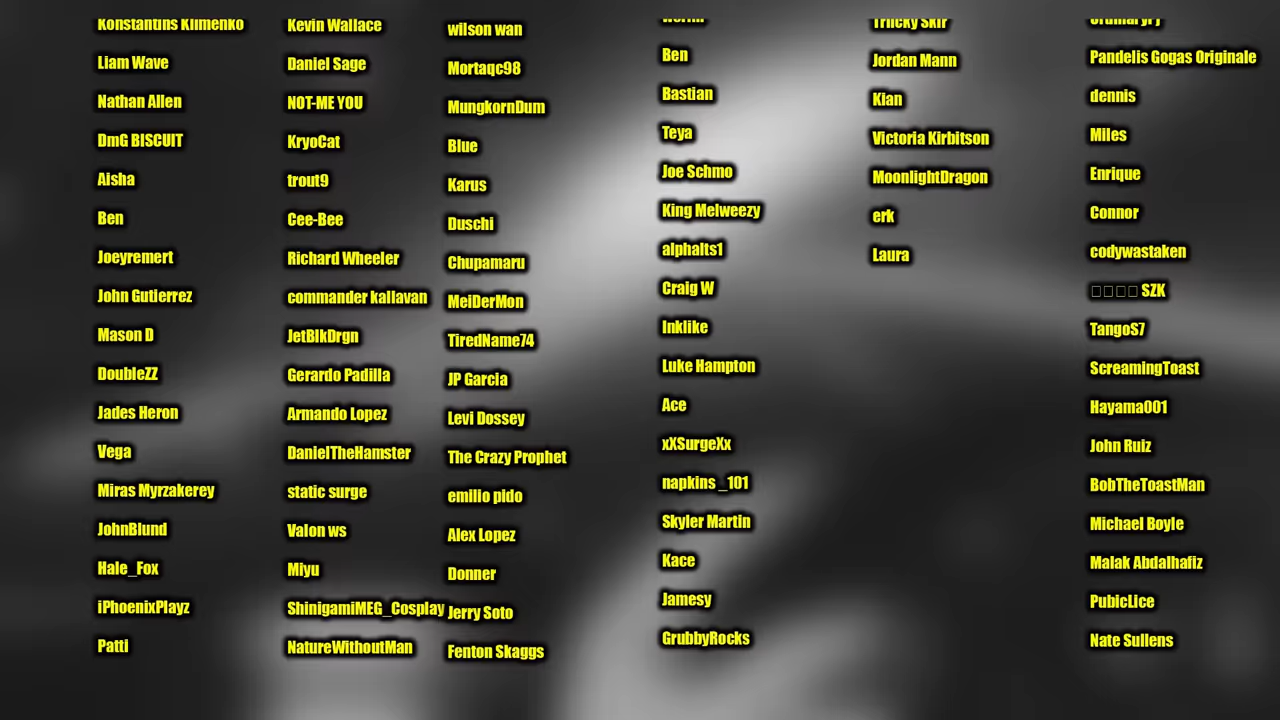 Konstantins Klimenko
Liam Wave
Nathan Allen
DmG BISCUIT
Aisha
Ben
Joeyremert
John Gutierrez
Mason D
DoubleZZ
Jades Heron
Vega
Miras Myrzakerey
JohnBlund
Hale_Fox
iPhoenixPlayz
Patti
Kevin Wallace
Daniel Sage
NOT-ME YOU
KryoCat
trout9
Cee-Bee
Richard Wheeler
commander kallavan
JetBlkDrgn
Gerardo Padilla
Armando Lopez
DanielTheHamster
static surge
Valon ws
Miyu
ShinigamiMEG_Cosplay
NatureWithoutMan
wilson wan
Mortaqc98
MungkornDum
Blue
Karus
Duschi
Chupamaru
MeiDerMon
TiredName74
JP Garcia
Levi Dossey
The Crazy Prophet
emilio pldo
Alex Lopez
Donner
Jerry Soto
Fenton Skaggs
Ben
Bastian
Teya
Joe Schmo
King Melweezy
alphalts1
Craig W
Inklike
Luke Hampton
Ace
xXSurgeXx
napkins _101
Skyler Martin
Kace
Jamesy
GrubbyRocks
Jordan Mann
Kian
Victoria Kirbitson
MoonlightDragon
erk
Laura
Pandelis Gogas Originale
dennis
Miles
Enrique
Connor
codywastaken
SZK
TangoS7
ScreamingToast
Hayama001
John Ruiz
BobTheToastMan
Michael Boyle
Malak Abdalhafiz
PubicLice
Nate Sullens